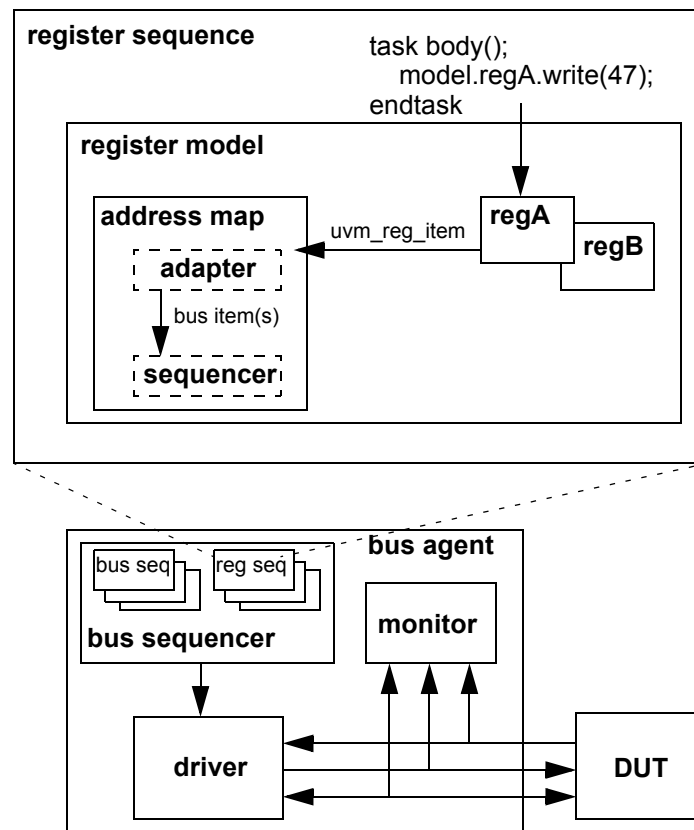 register sequence
task body();
model.regA.write(47);
endtask
register model
address map
regA
uvm_reg_item
regB
adapter
bus item(s)
sequencer
bus agent
bus seq
reg seq
bus sequencer
monitor
driver
DUT